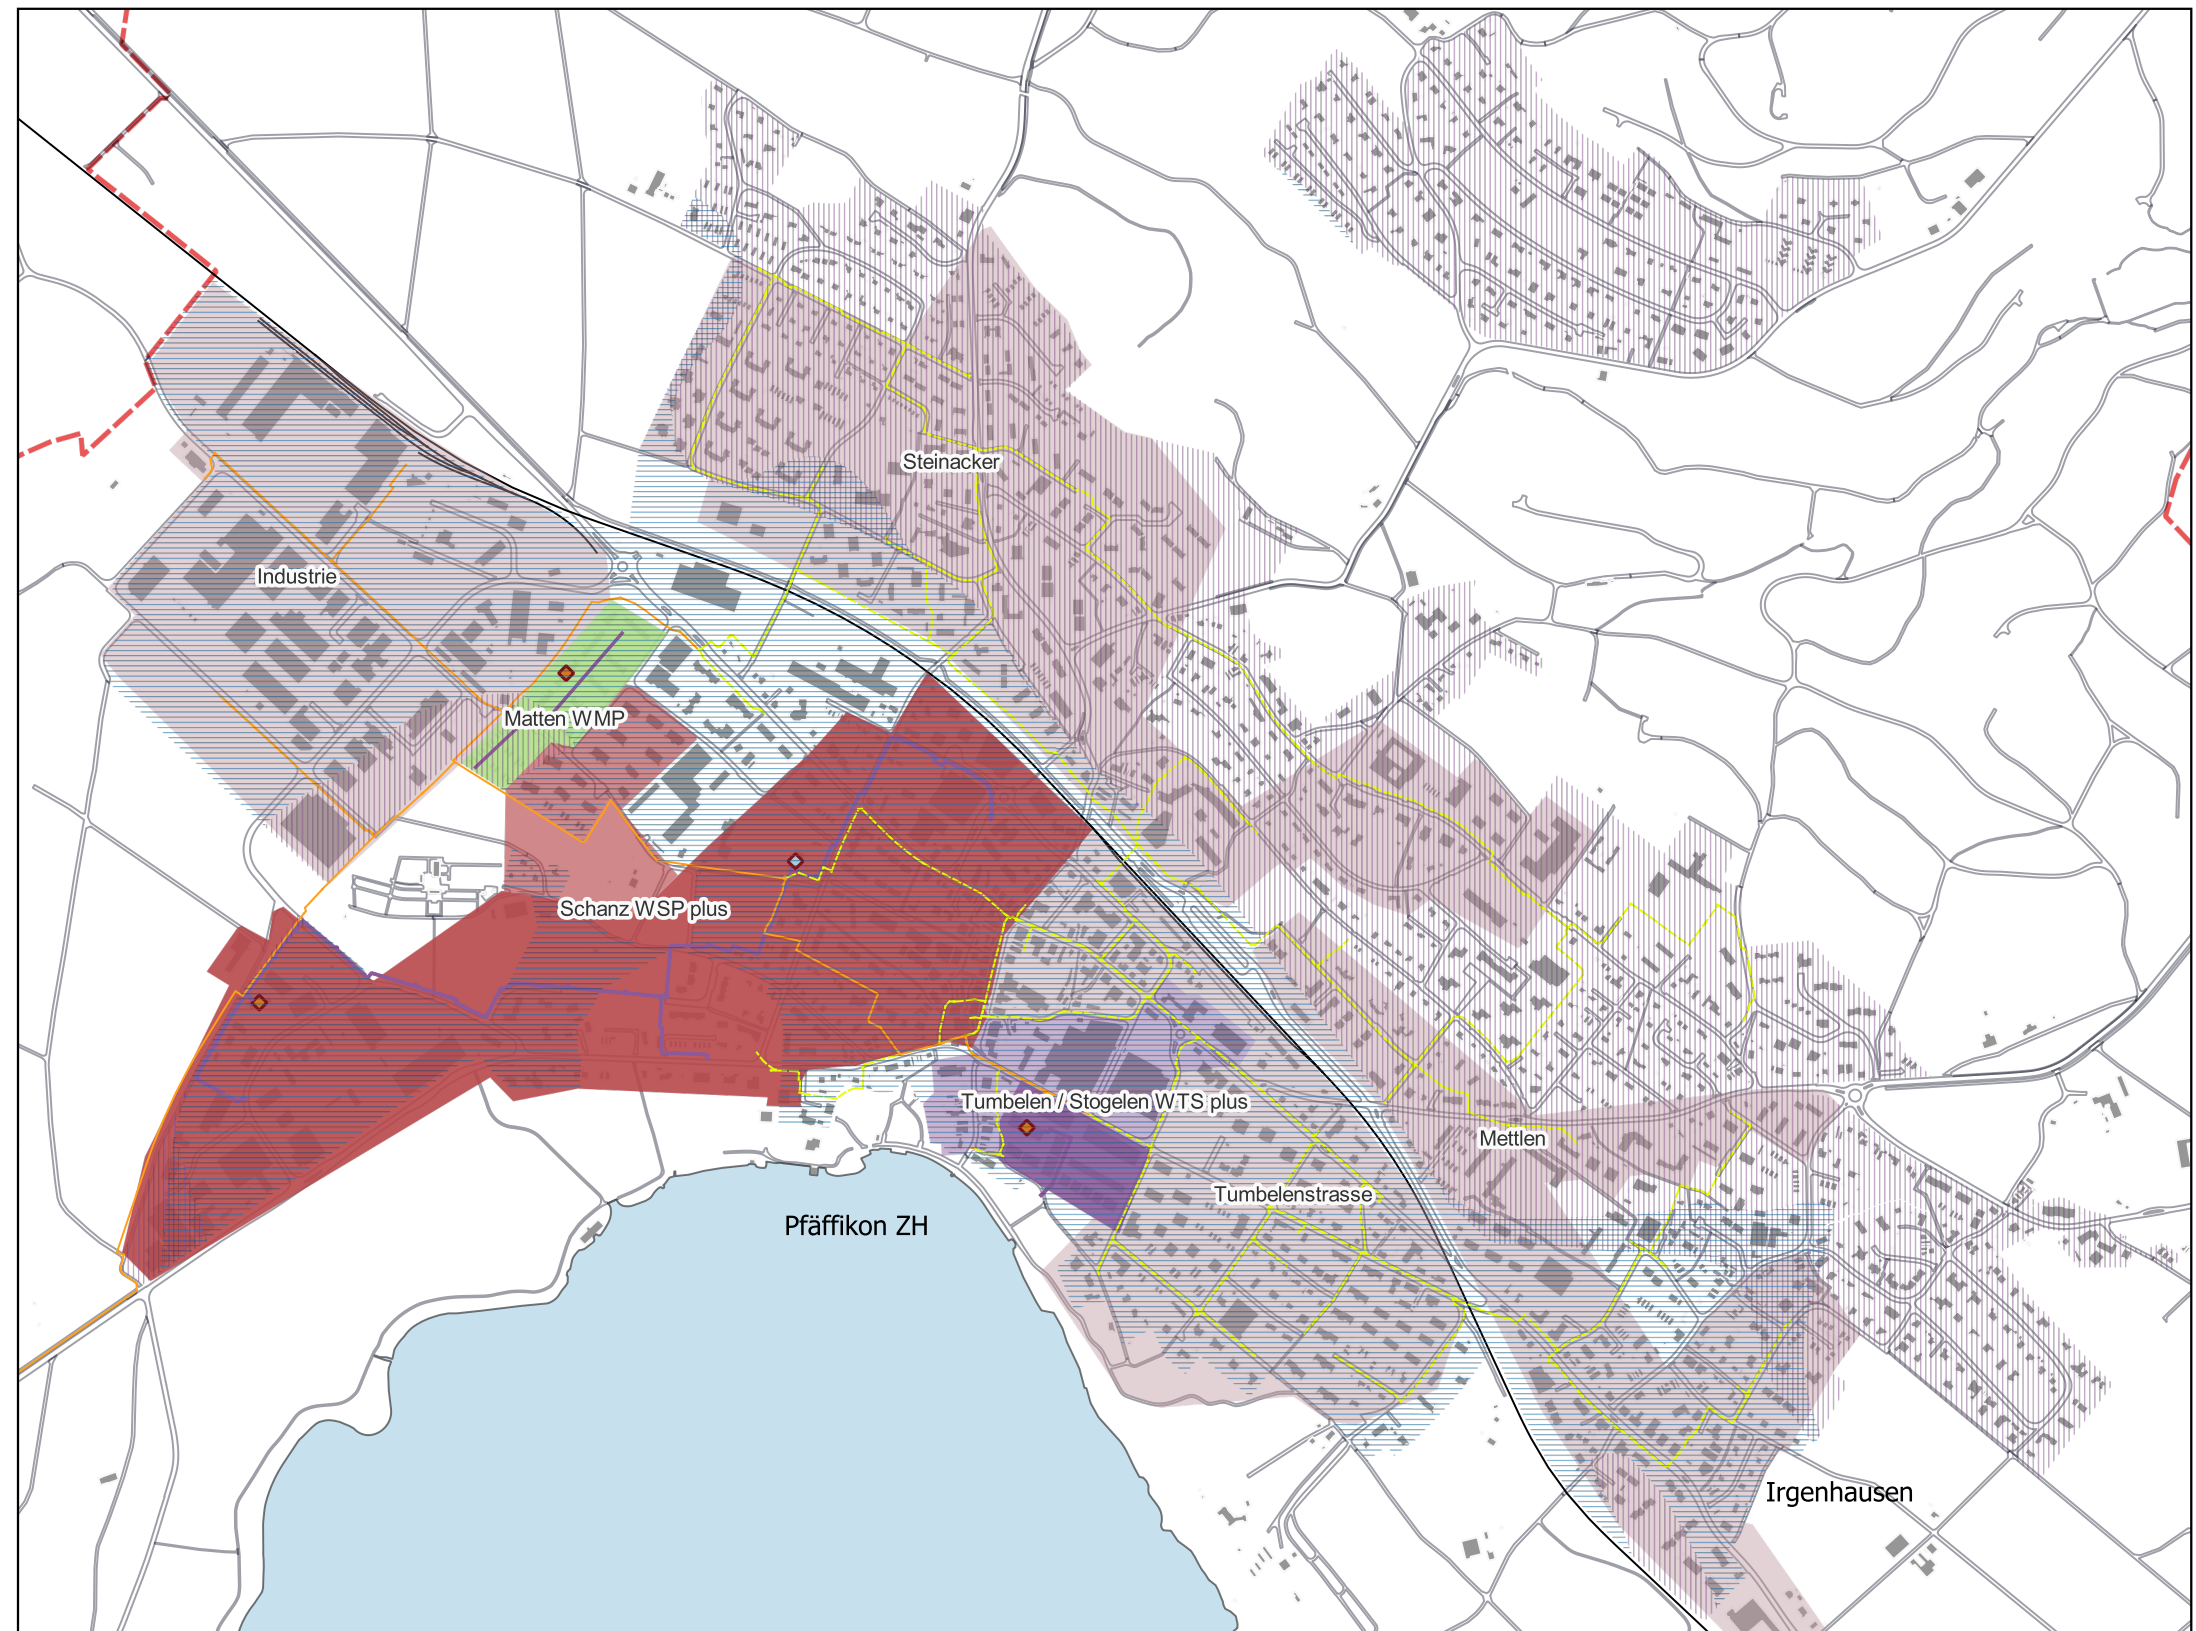 Steinacker
Industrie
Matten WMP
Schanz WSP plus
Tumbelen / Stogelen WTS plus
Mettlen
Tumbelenstrasse
Pfäffikon ZH
Irgenhausen